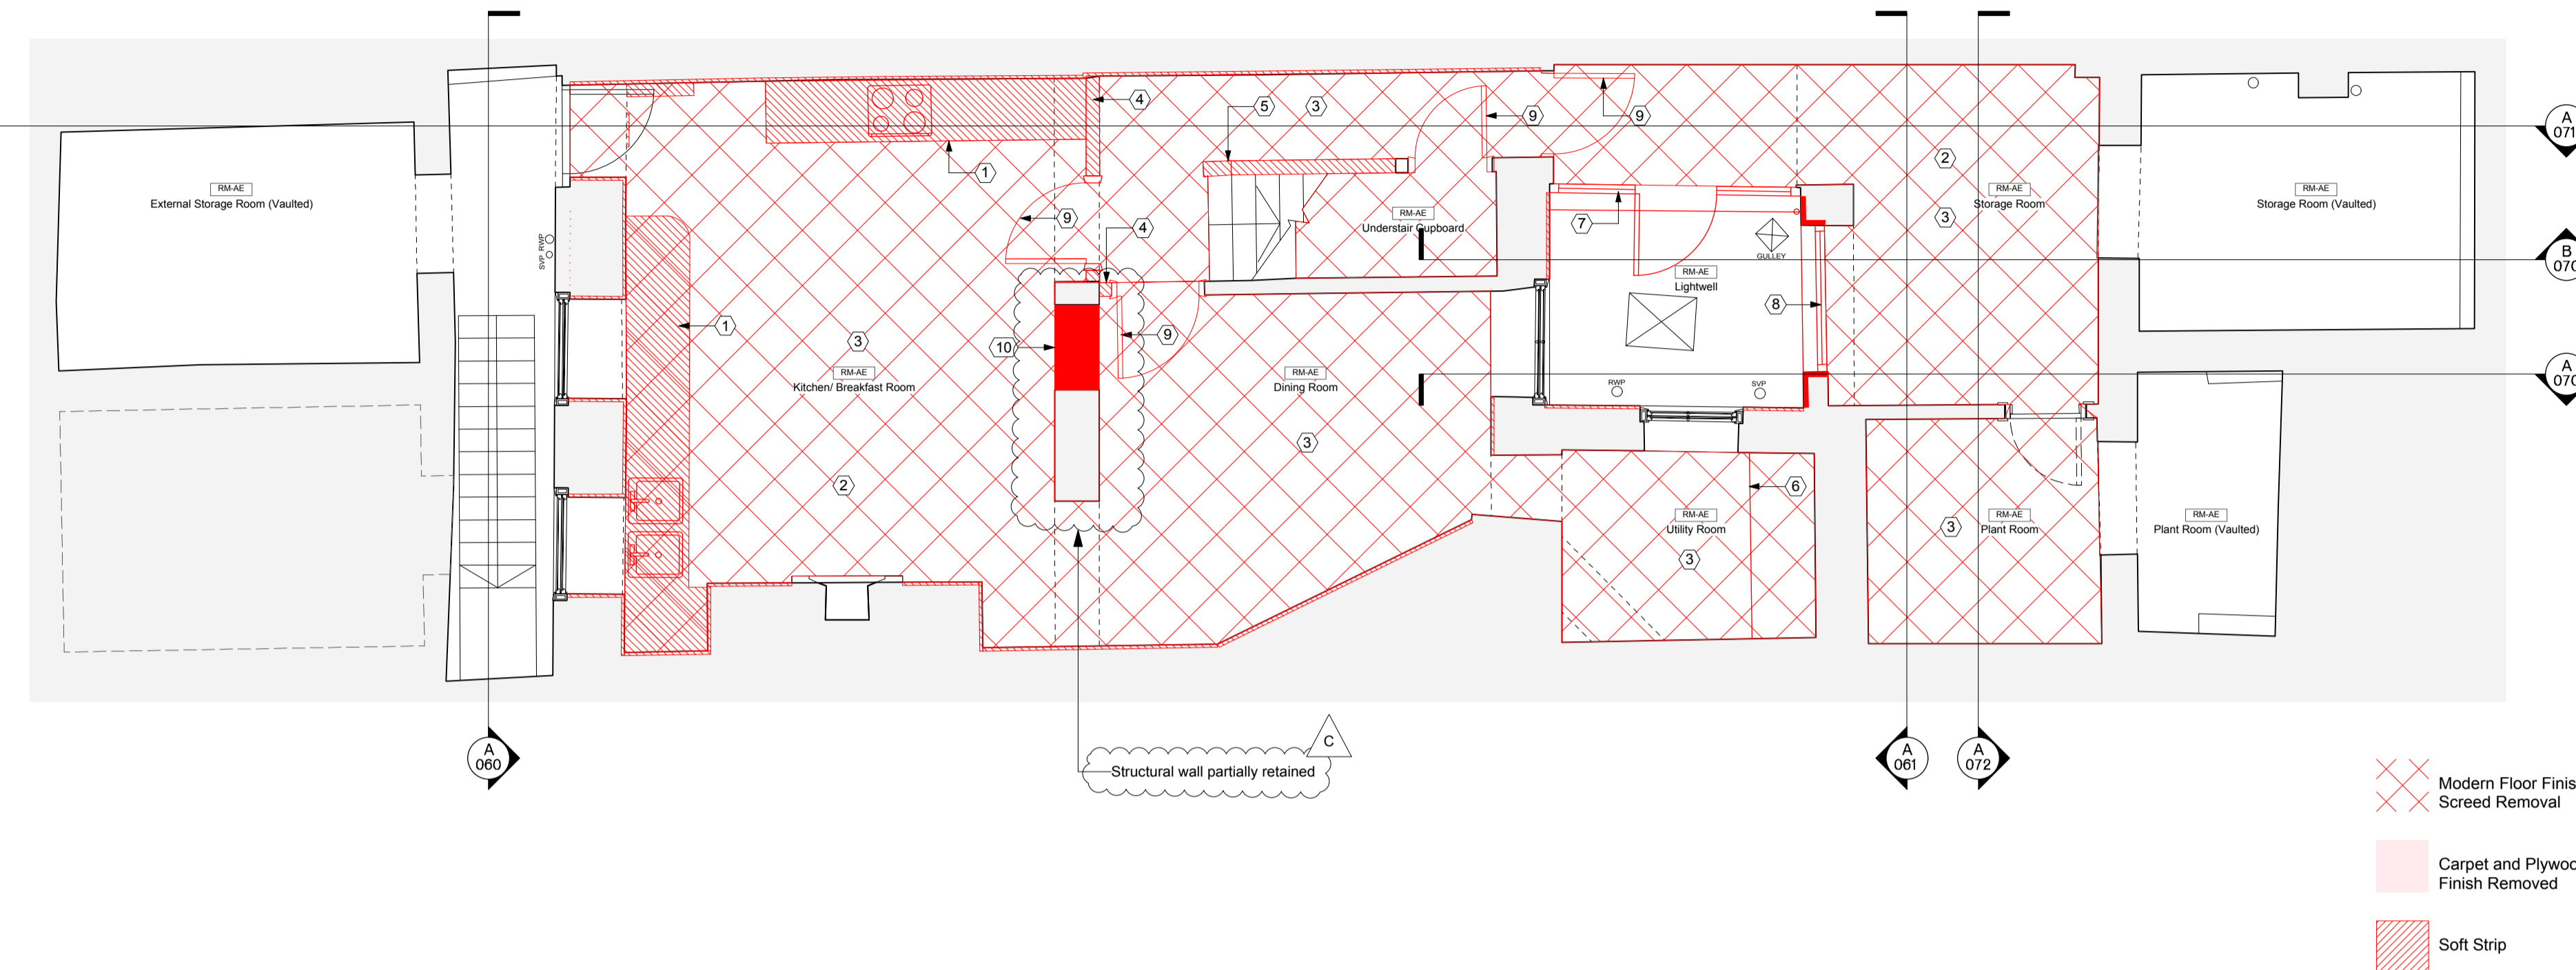 4
5
3
9
9
A
071
2
1
RM-AE
External Storage Room (Vaulted)
RM-AE
Storage Room
RM-AE
Storage Room (Vaulted)
9
4
RM-AE
Understair Cupboard
7
3
SVP RWP
GULLEY
B
070
RM-AE
Lightwell
8
1
3
10
9
RM-AE
Kitchen/ Breakfast Room
RM-AE
Dining Room
RWP
SVP
A
070
3
2
6
RM-AE
Utility Room
3
3
RM-AE
Plant Room
RM-AE
Plant Room (Vaulted)
C
Structural wall partially retained
A
060
A
061
A
072
Modern Floor Finis
Screed Removal
Carpet and Plywoo
Finish Removed
Soft Strip